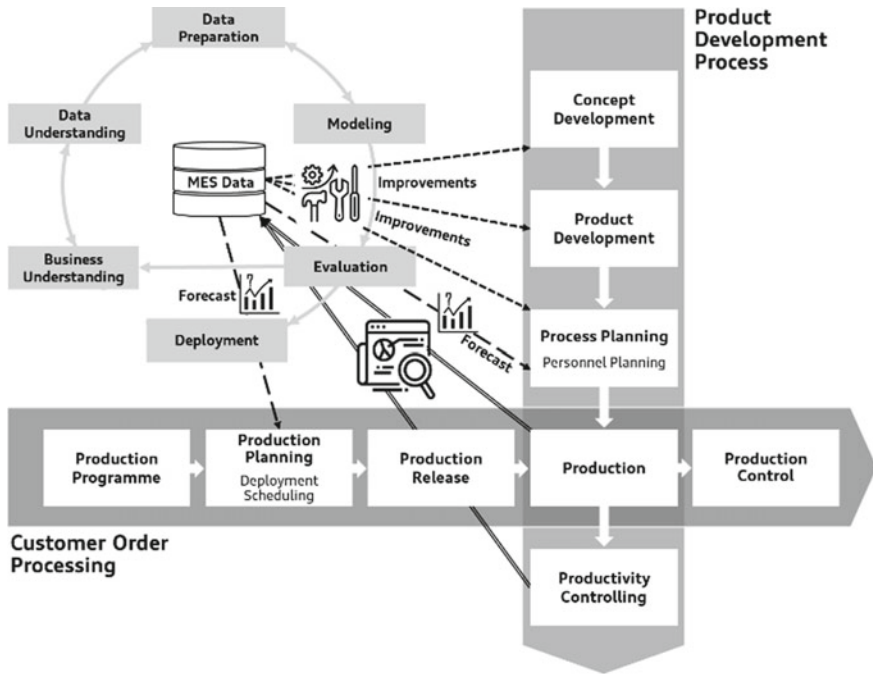 Data
Preparation
Product
Development
Process
Data
Understanding
Modeling
Concept
Development
MES Data
Improvements
Improvements
Product
Development
Business
Understanding
Evaluation
Forecast
Deployment
Forecast
Process Planning
Personnel Planning
Production
Programme
Production
Planning
Deployment
Scheduling
Production
Release
Production
Production
Control
Customer Order
Processing
Productivity
Controlling